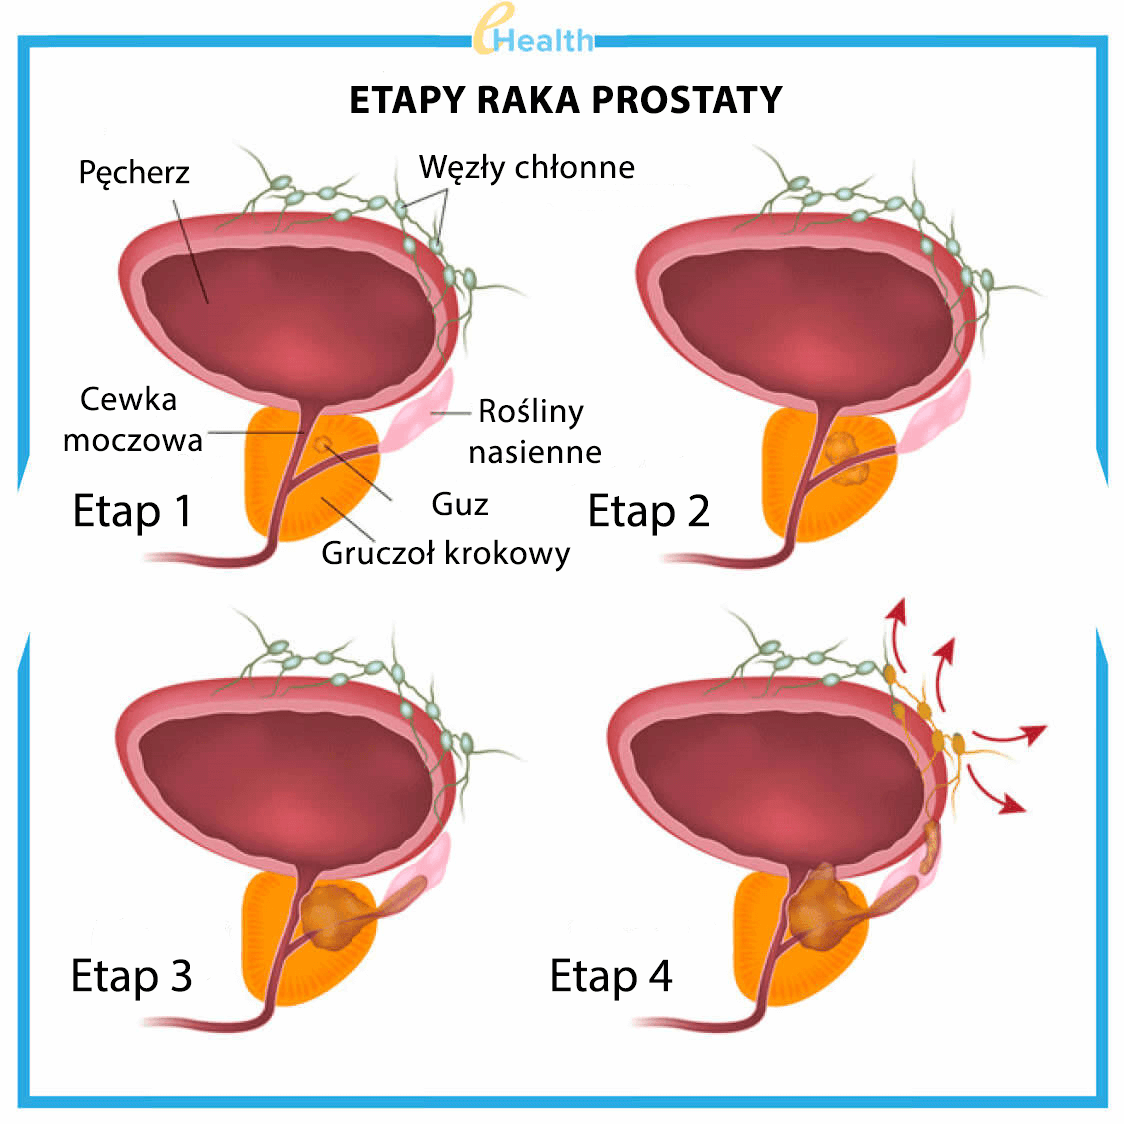 eHealth
ETAPY RAKA PROSTATY
Pęcherz
Węzły chłonne
Cewka
moczowa
Rośliny
nasienne
Guz
Gruczoł krokowy
Etap 1
Etap 2
Etap 3
Etap 4